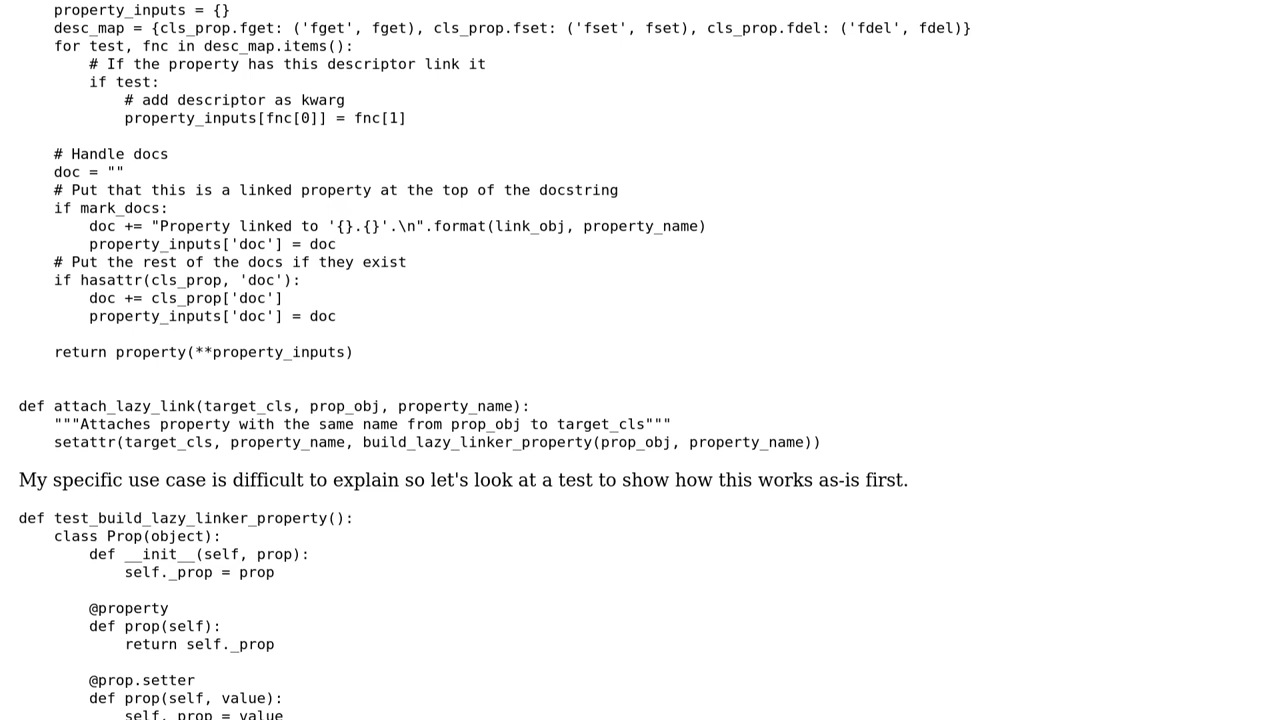 property_inputs = {}
desc_map = {cls_prop.fget: ('fget', fget), cls_prop.fset: ('fset', fset), cls_prop.fdel: ('fdel', fdel)}
for test, fnc in desc_map.items():
# If the property has this descriptor link it
if test:
# add descriptor as kwarg
property_inputs[fnc[0]] = fnc[1]
# Handle docs
doc = ""
# Put that this is a linked property at the top of the docstring
if mark_docs:
doc += "Property linked to '{}.{}'.\n".format(link_obj, property_name)
property_inputs['doc'] = doc
# Put the rest of the docs if they exist
if hasattr(cls_prop, 'doc'):
doc += cls_prop['doc']
property_inputs['doc'] = doc
return property(**property_inputs)
def attach_lazy_link(target_cls, prop_obj, property_name):
"""Attaches property with the same name from prop_obj to target_cls"""
setattr(target_cls, property_name, build_lazy_linker_property(prop_obj, property_name))
My specific use case is difficult to explain so let's look at a test to show how this works as-is first.
def test_build_lazy_linker_property():
class Prop(object):
def __init__(self, prop):
self._prop = prop
@property
def prop(self):
return self._prop
@prop.setter
def prop(self, value):
self._prop = value